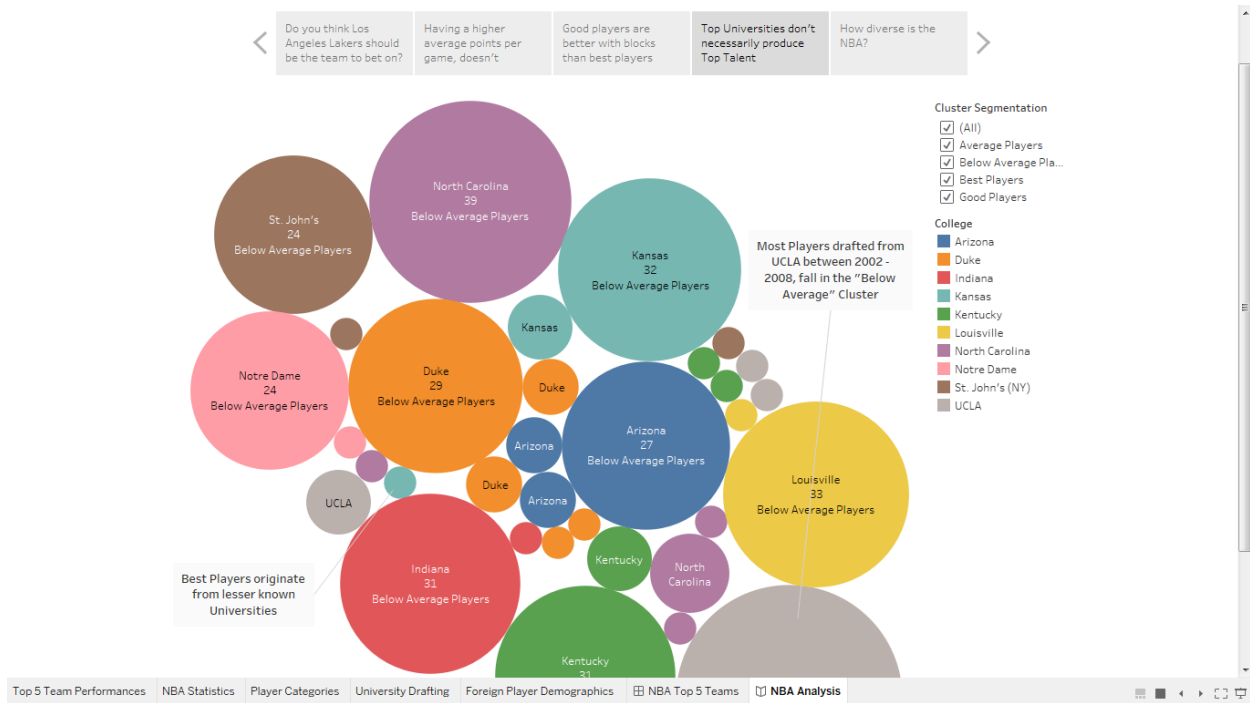 Do you think Los
Angeles Lakers should
be the team to bet on?
Having a higher
average points per
game, doesn't
Good players are
better with blocks
than best players
Top Universities don't
necessarily produce
Top Talent
How diverse is the
NBA?
Cluster Segmentation
(All)
Average Players
Below Average Pla...
Best Players
Good Players
College
Arizona
Duke
Indiana
Kansas
Kentucky
Louisville
North Carolina
Notre Dame
St. John's (NY)
UCLA
North Carolina
39
Below Average Players
St. John's
24
Below Average Players
Kansas
32
Below Average Players
Most Players drafted from
UCLA between 2002 -
2008, fall in the "Below
Average" Cluster
Kansas
Notre Dame
24
Below Average Players
Duke
29
Below Average Players
Duke
Arizona
Arizona
27
Below Average Players
Duke
Arizona
UCLA
Louisville
33
Below Average Players
Best Players originate
from lesser known
Universities
Indiana
31
Below Average Players
Kentucky
North
Carolina
Kentucky
31
Top 5 Team Performances
NBA Statistics
Player Categories
University Drafting
Foreign Player Demographics
NBA Top 5 Teams
NBA Analysis